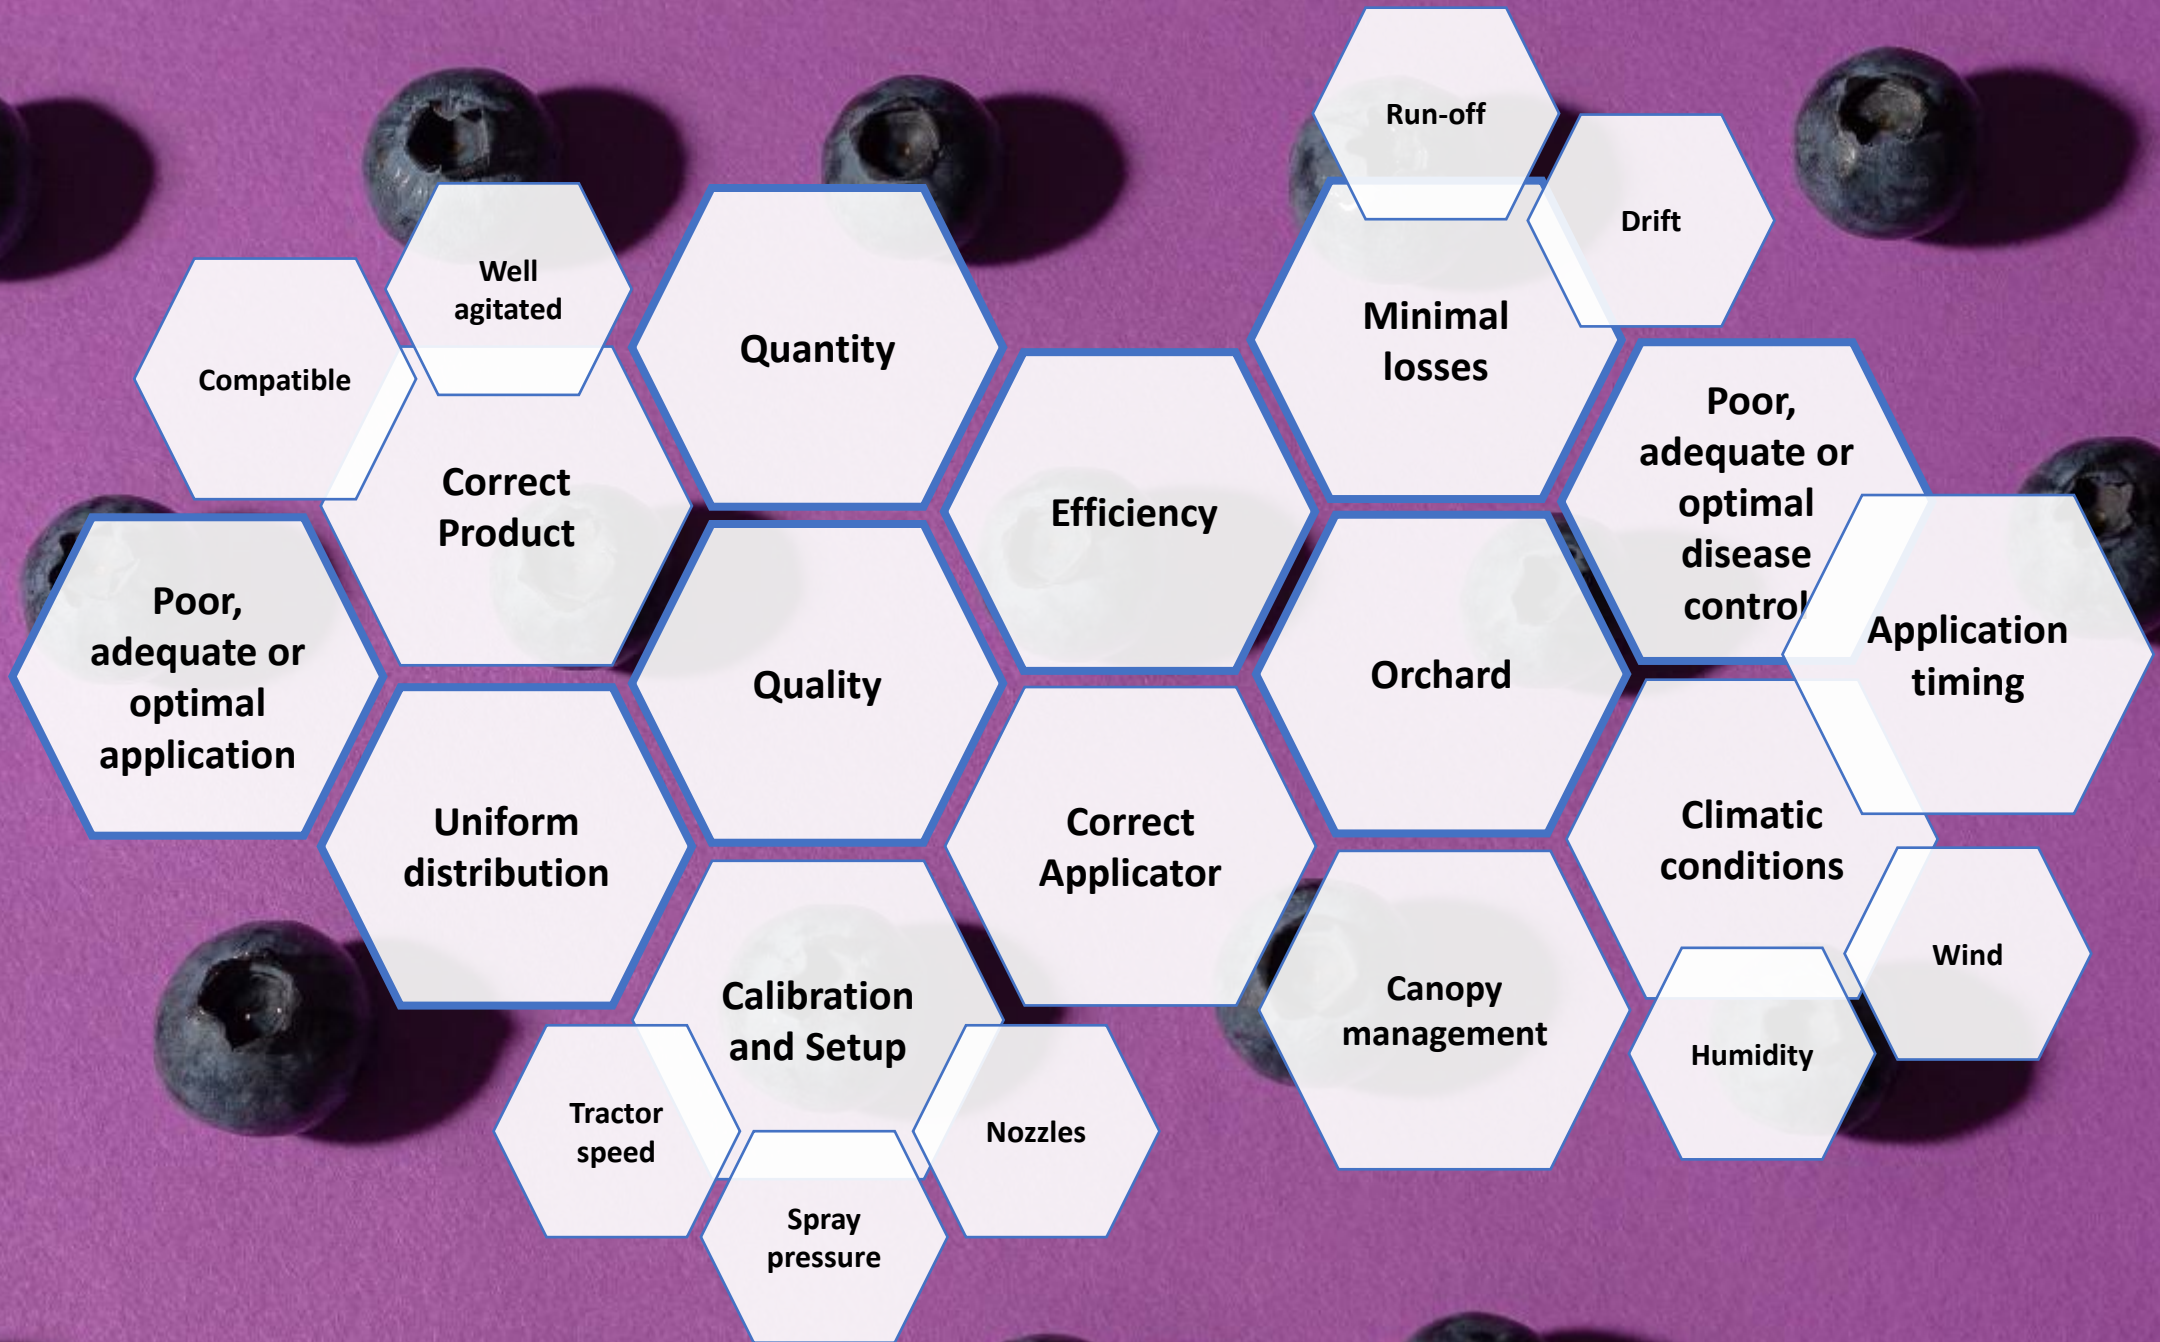 Run-off
Drift
Well
agitated
Compatible
Quantity
Minimal
losses
Correct
Product
Efficiency
Poor,
adequate or
optimal
disease
control
Application
timing
Poor,
adequate or
optimal
application
Quality
Orchard
Uniform
distribution
Correct
Applicator
Climatic
conditions
Calibration
and Setup
Canopy
management
Wind
Humidity
Tractor
speed
Nozzles
Spray
pressure